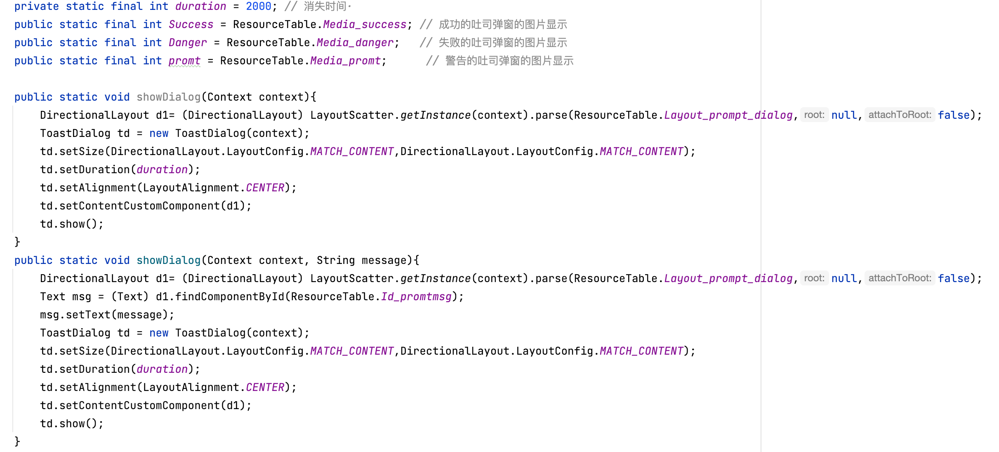 private static final int duration = 2000; // 消失时间·
public static final int Success = ResourceTable.Media_success; // 成功的吐司弹窗的图片显示
public static final int Danger = ResourceTable.Media_danger;   // 失败的吐司弹窗的图片显示
public static final int promt = ResourceTable.Media_promt;      // 警告的吐司弹窗的图片显示
public static void showDialog(Context context){
    DirectionalLayout d1= (DirectionalLayout) LayoutScatter.getInstance(context).parse(ResourceTable.Layout_prompt_dialog, root: null, attachToRoot: false);
    ToastDialog td = new ToastDialog(context);
    td.setSize(DirectionalLayout.LayoutConfig.MATCH_CONTENT,DirectionalLayout.LayoutConfig.MATCH_CONTENT);
    td.setDuration(duration);
    td.setAlignment(LayoutAlignment.CENTER);
    td.setContentCustomComponent(d1);
    td.show();
}
public static void showDialog(Context context, String message){
    DirectionalLayout d1= (DirectionalLayout) LayoutScatter.getInstance(context).parse(ResourceTable.Layout_prompt_dialog, root: null, attachToRoot: false);
    Text msg = (Text) d1.findComponentById(ResourceTable.Id_promtmsg);
    msg.setText(message);
    ToastDialog td = new ToastDialog(context);
    td.setSize(DirectionalLayout.LayoutConfig.MATCH_CONTENT,DirectionalLayout.LayoutConfig.MATCH_CONTENT);
    td.setDuration(duration);
    td.setAlignment(LayoutAlignment.CENTER);
    td.setContentCustomComponent(d1);
    td.show();
}